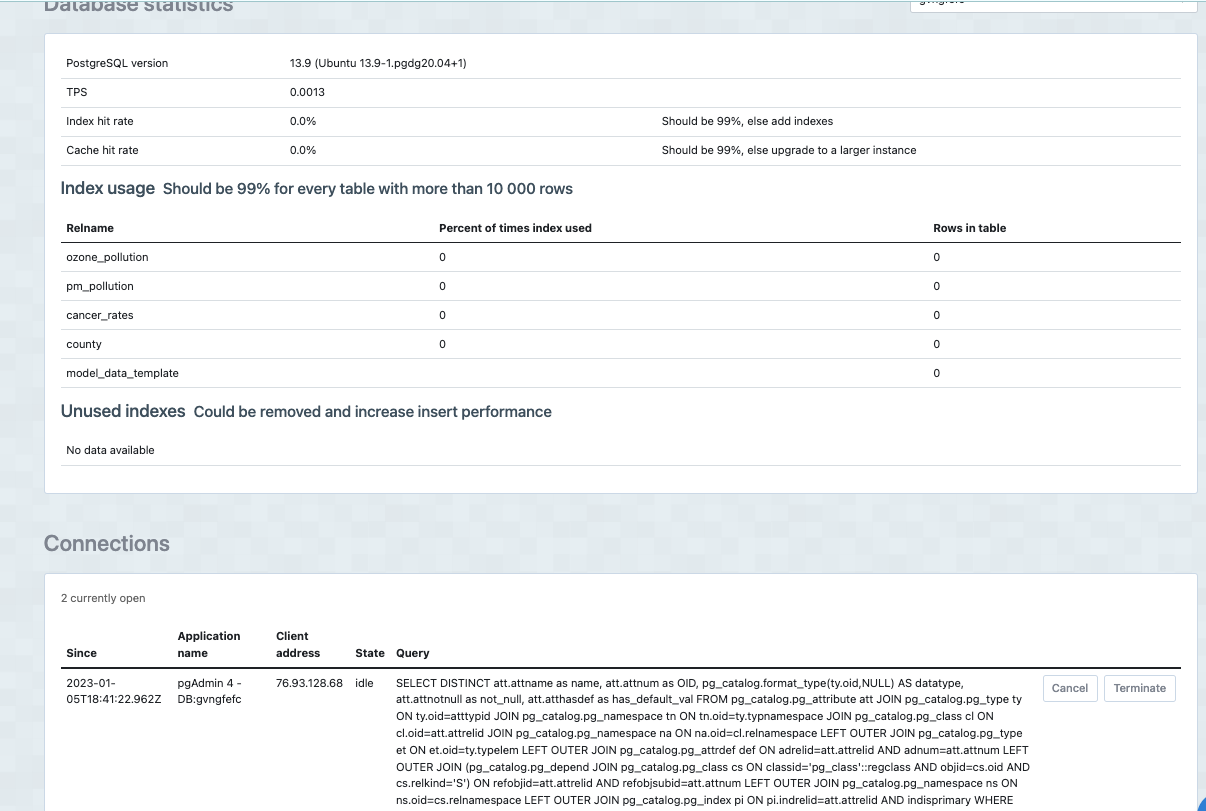 Database statistics
PostgreSQL version 13.9 (Ubuntu 13.9-1.pgdg20.04+1)
TPS 0.0013
Index hit rate 0.0% Should be 99%, else add indexes
Cache hit rate 0.0% Should be 99%, else upgrade to a larger instance
Index usage Should be 99% for every table with more than 10 000 rows
Relname Percent of times index used Rows in table
ozone_pollution 0 0
pm_pollution 0 0
cancer_rates 0 0
county 0 0
model_data_template 0
Unused indexes Could be removed and increase insert performance
No data available
Connections
2 currently open
Since Application name Client address State Query
2023-01-05T18:41:22.962Z pgAdmin 4 - DB:gvngfefc 76.93.128.68 idle
SELECT DISTINCT att.attname as name, att.attnum as OID, pg_catalog.format_type(ty.oid,NULL) AS datatype,
att.attnotnull as not_null, att.atthasdef as has_default_val FROM pg_catalog.pg_attribute att JOIN pg_catalog.pg_type ty
ON ty.oid=atttypid JOIN pg_catalog.pg_namespace tn ON tn.oid=ty.typnamespace JOIN pg_catalog.pg_class cl ON
cl.oid=att.attrelid JOIN pg_catalog.pg_namespace na ON na.oid=cl.relnamespace LEFT OUTER JOIN pg_catalog.pg_type
et ON et.oid=ty.typelem LEFT OUTER JOIN pg_catalog.pg_attrdef def ON adrelid=att.attrelid AND adnum=att.attnum LEFT
OUTER JOIN (pg_catalog.pg_depend JOIN pg_catalog.pg_class cs ON classid='pg_class'::regclass AND objid=cs.oid AND
cs.relkind='S') ON refobjid=att.attrelid AND refobjsubid=att.attnum LEFT OUTER JOIN pg_catalog.pg_namespace ns ON
ns.oid=cs.relnamespace LEFT OUTER JOIN pg_catalog.pg_index pi ON pi.indrelid=att.attrelid AND indisprimary WHERE
Cancel Terminate